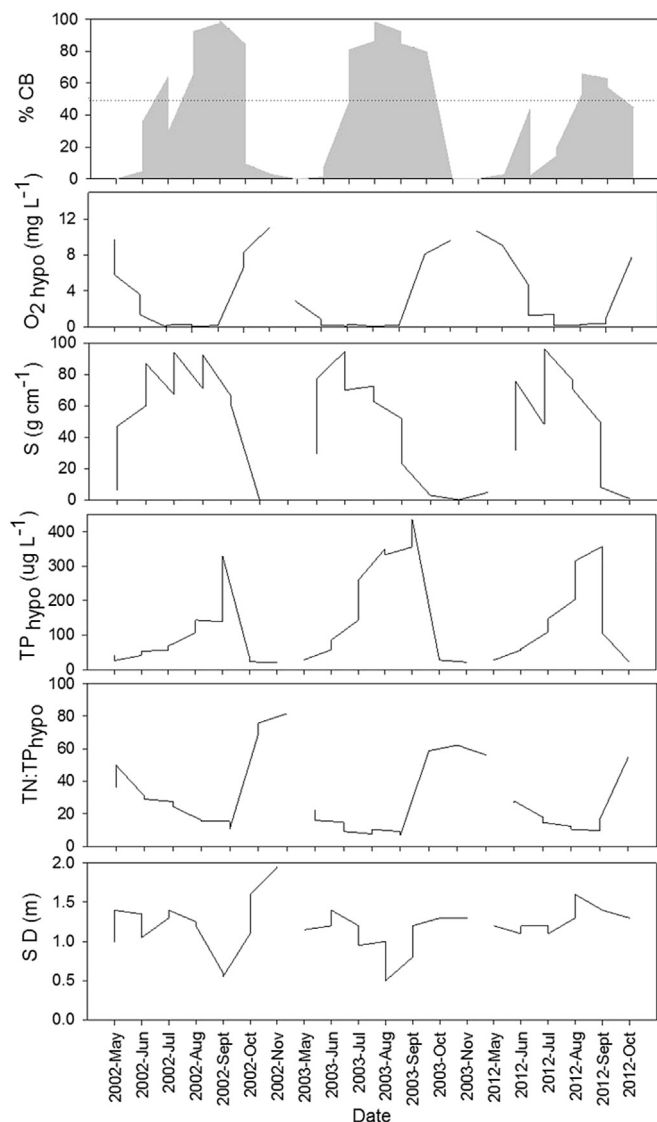 % CB
100
80
60
40
20
0
O2 hypo (mg L−1)
12
8
4
0
S (g cm−1)
100
80
60
40
20
0
TP hypo (ug L−1)
400
300
200
100
0
TN:TPhypo
100
80
60
40
20
0
S D (m)
2.0
1.5
1.0
0.5
0.0
2002-May
2002-Jun
2002-Jul
2002-Aug
2002-Sept
2002-Oct
2002-Nov
2003-May
2003-Jun
2003-Jul
2003-Aug
2003-Sept
2003-Oct
2003-Nov
2012-May
2012-Jun
2012-Jul
2012-Aug
2012-Sept
2012-Oct
Date